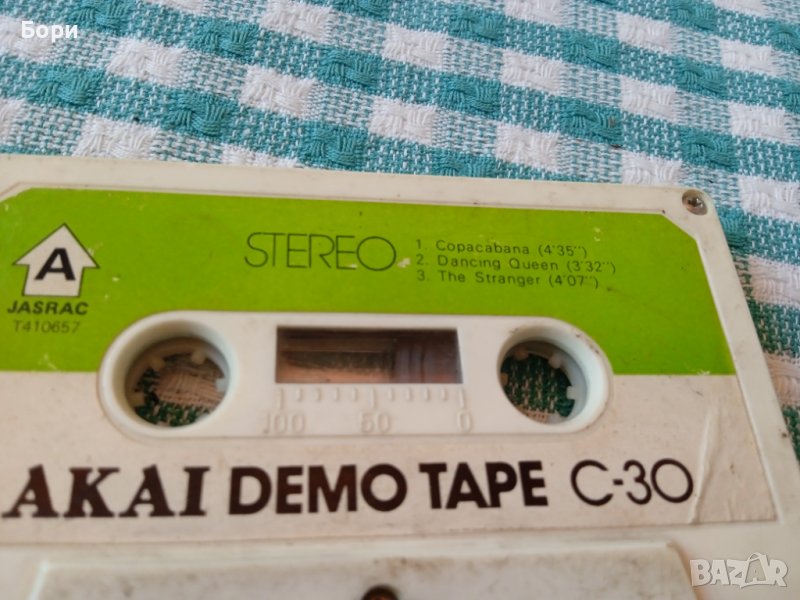 Бори
A
JASRAC
T410657
STEREO
1. Copacabana (4'35")
2. Dancing Queen (3'32")
3. The Stranger (4'07")
100 50 0
AKAI DEMO TAPE C-30
BAZAR